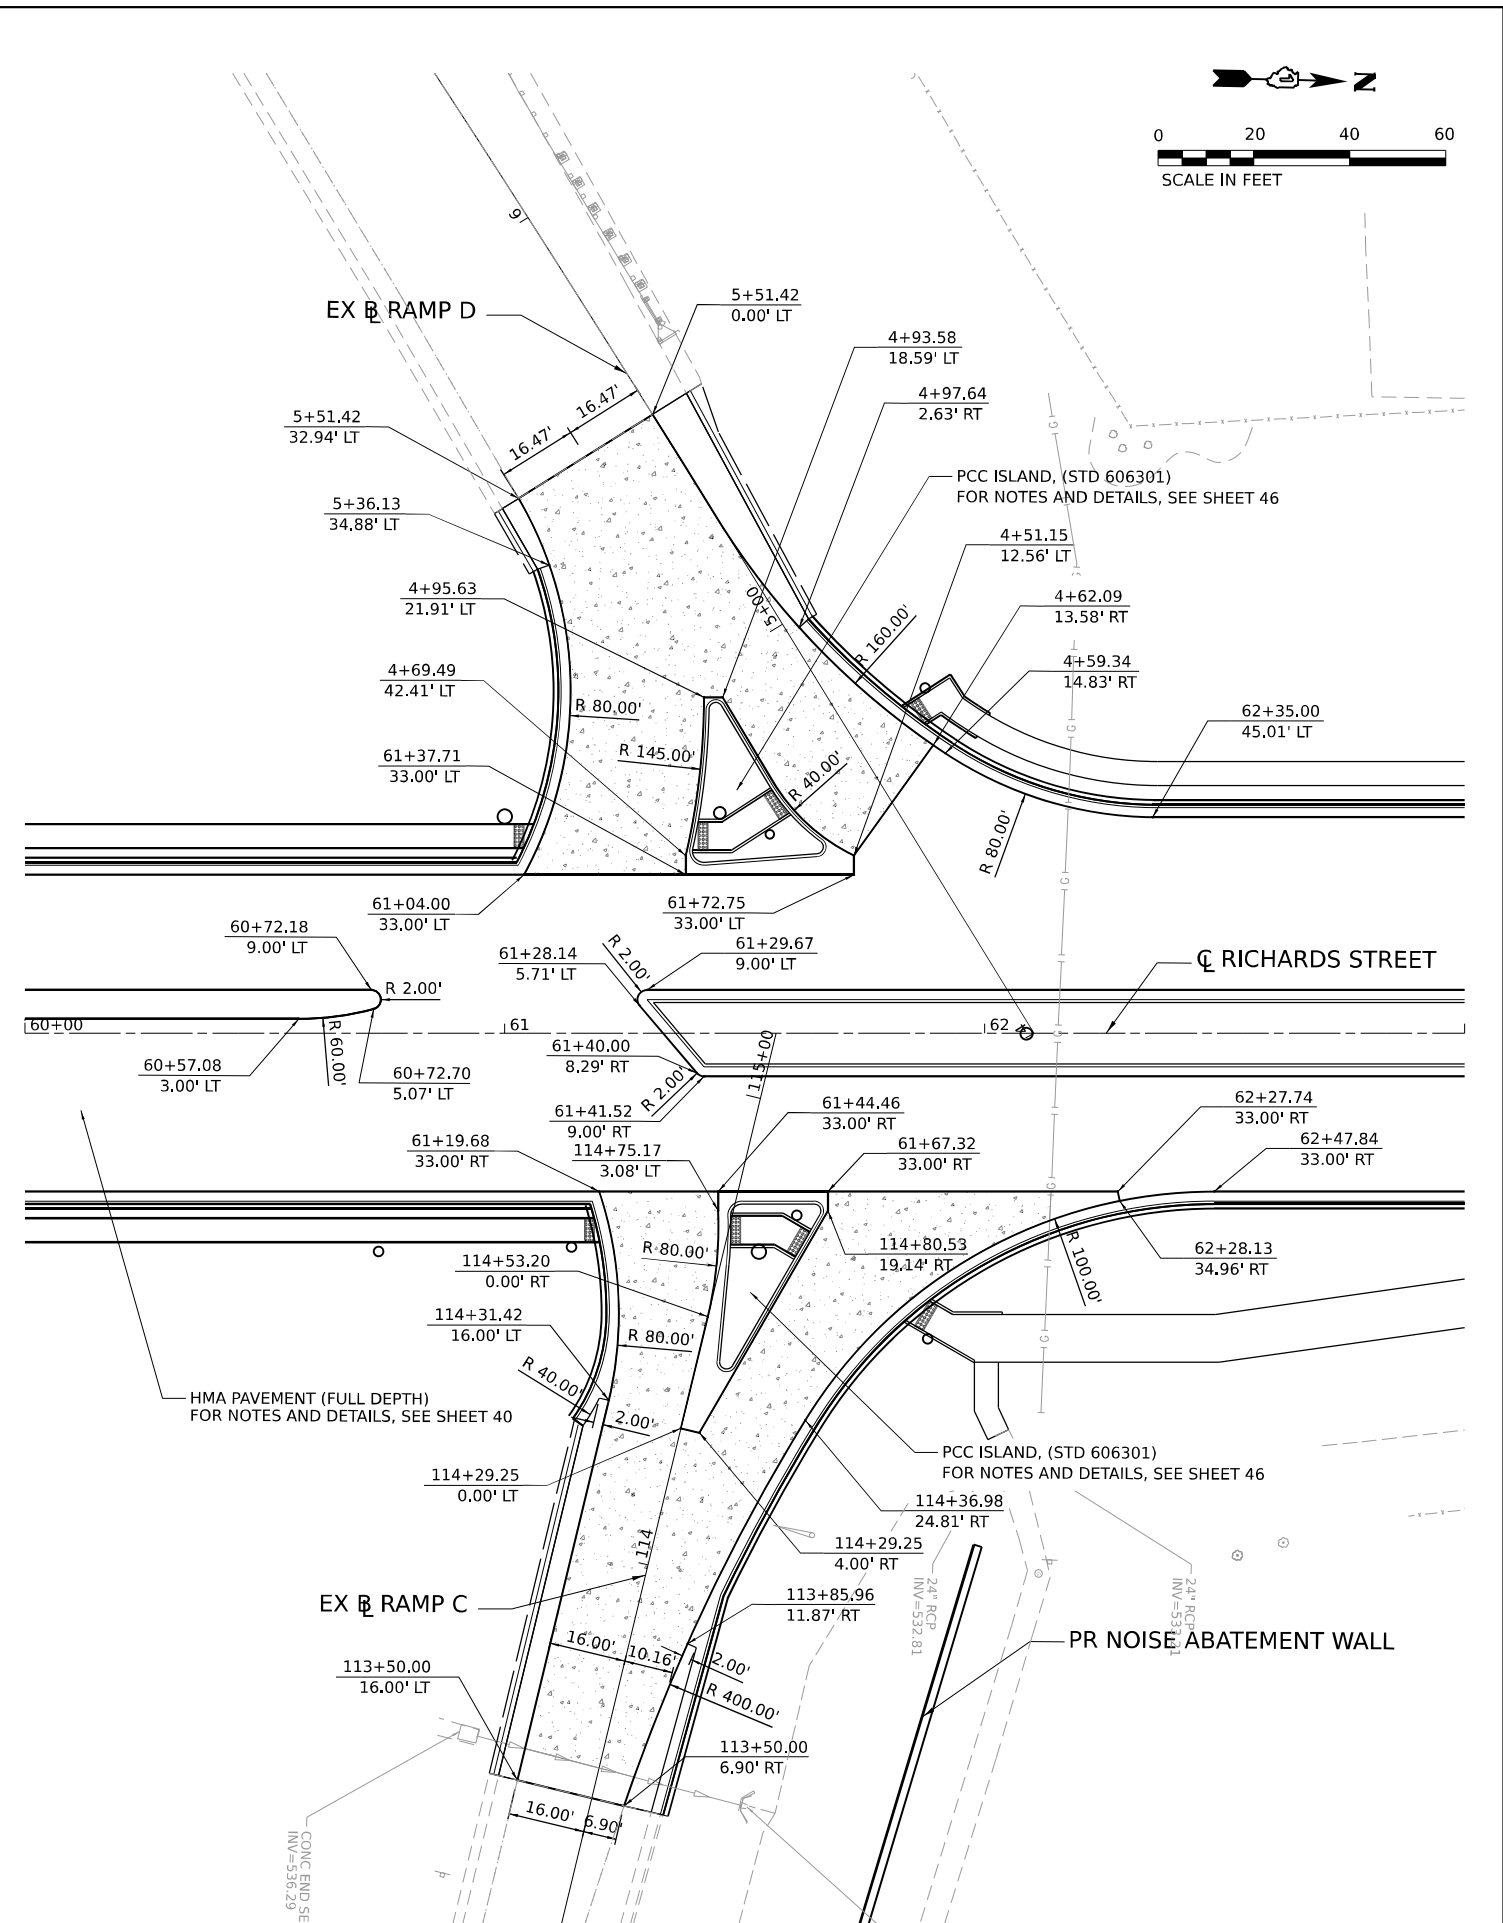 N
0 20 40 60
SCALE IN FEET
6
EX BL RAMP D
5+51.42
0.00' LT
4+93.58
18.59' LT
4+97.64
2.63' RT
16.47'
16.47'
5+51.42
32.94' LT
PCC ISLAND, (STD 606301)
FOR NOTES AND DETAILS, SEE SHEET 46
5+36.13
34.88' LT
4+51.15
12.56' LT
4+95.63
21.91' LT
5+00
4+62.09
13.58' RT
R 160.00'
4+69.49
42.41' LT
4+59.34
14.83' RT
R 80.00'
62+35.00
45.01' LT
61+37.71
33.00' LT
R 145.00'
R 40.00'
R 80.00'
G
G
G
G
61+04.00
33.00' LT
61+72.75
33.00' LT
60+72.18
9.00' LT
61+28.14
5.71' LT
R 2.00'
61+29.67
9.00' LT
CL RICHARDS STREET
R 2.00'
60+00
61
62
60+57.08
3.00' LT
R 60.00'
60+72.70
5.07' LT
61+40.00
8.29' RT
R 2.00'
115+00
61+41.52
9.00' RT
61+44.46
33.00' RT
62+27.74
33.00' RT
61+19.68
33.00' RT
114+75.17
3.08' LT
61+67.32
33.00' RT
62+47.84
33.00' RT
G
G
G
114+53.20
0.00' RT
R 80.00'
114+80.53
19.14' RT
R 100.00'
62+28.13
34.96' RT
114+31.42
16.00' LT
R 80.00'
R 40.00'
HMA PAVEMENT (FULL DEPTH)
FOR NOTES AND DETAILS, SEE SHEET 40
2.00'
PCC ISLAND, (STD 606301)
FOR NOTES AND DETAILS, SEE SHEET 46
114+29.25
0.00' LT
114+36.98
24.81' RT
114
114+29.25
4.00' RT
24" RCP
INV=532.81
24" RCP
EX BL RAMP C
113+85.96
11.87' RT
PR NOISE ABATEMENT WALL
16.00'
10.16'
2.00'
113+50.00
16.00' LT
R 400.00'
113+50.00
6.90' RT
16.00'
6.90'
CONC END SE
INV=536.29